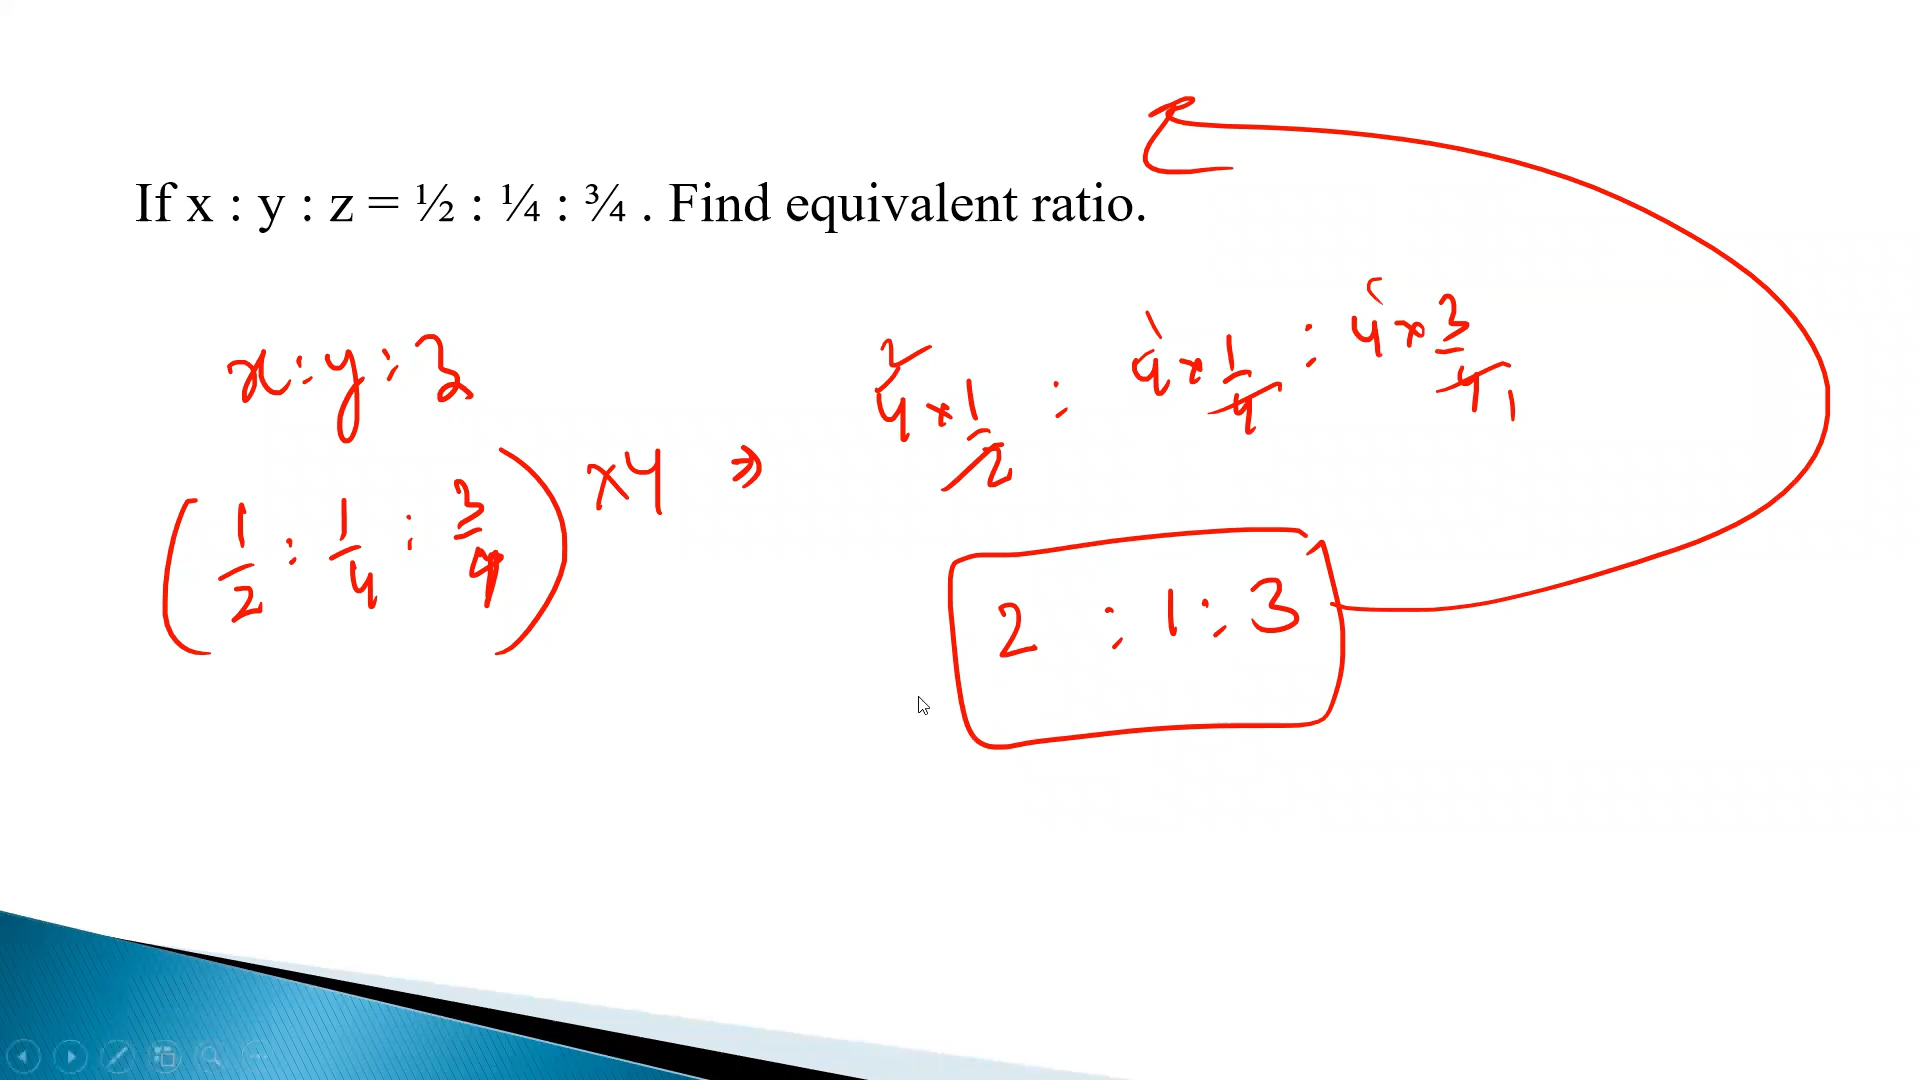 If x : y : z = ½ : ¼ : ¾ . Find equivalent ratio.
x : y : z
(1/2 : 1/4 : 3/4) x4 ⇒ 4 x 1/2 : 4 x 1/4 : 4 x 3/4
2 : 1 : 3